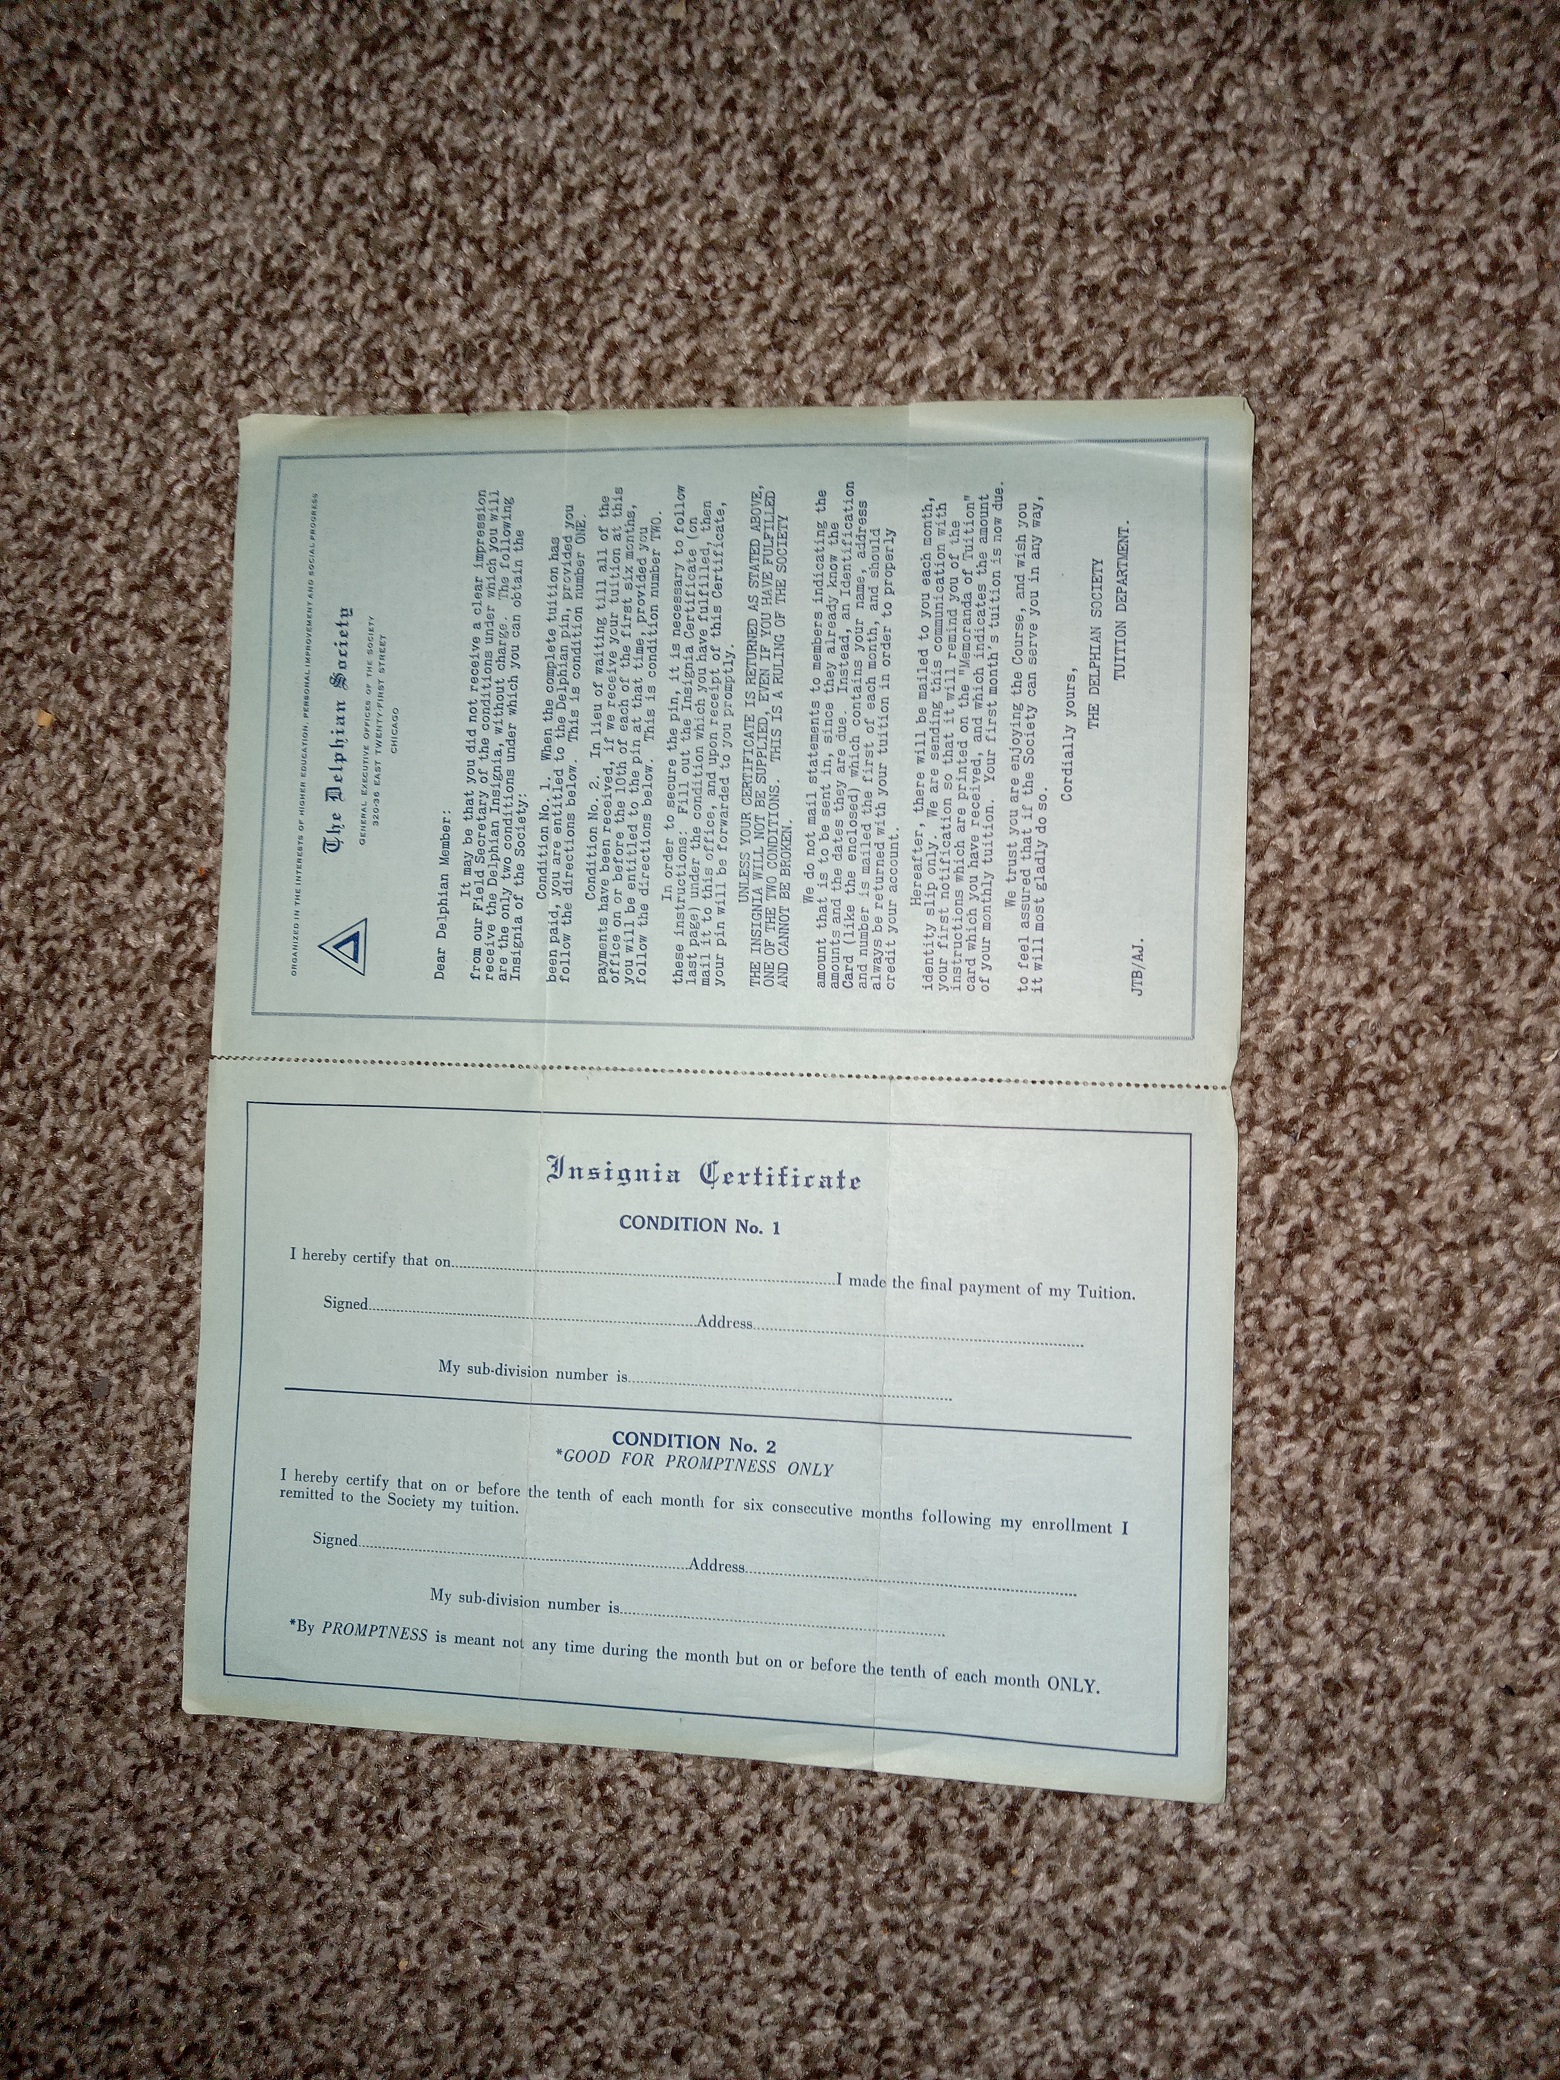 ORGANIZED IN THE INTERESTS OF HIGHER EDUCATION, PERSONAL IMPROVEMENT AND SOCIAL PROGRESS
The Delphian Society
GENERAL EXECUTIVE OFFICES OF THE SOCIETY
320-36 EAST TWENTY-FIRST STREET
CHICAGO
Dear Delphian Member:
It may be that you did not receive a clear impression
from our Field Secretary of the conditions under which you will
receive the Delphian Insignia, without charge. The following
are the only two conditions under which you can obtain the
Insignia of the Society:
Condition No. 1. When the complete tuition has
been paid, you are entitled to the Delphian pin, provided you
follow the directions below. This is condition number ONE.
Condition No. 2. In lieu of waiting till all of the
payments have been received, if we receive your tuition at this
office on or before the 10th of each of the first six months,
you will be entitled to the pin at that time, provided you
follow the directions below. This is condition number TWO.
In order to secure the pin, it is necessary to follow
these instructions: Fill out the Insignia Certificate (on
last page) under the condition which you have fulfilled, then
mail it to this office, and upon receipt of this Certificate,
your pin will be forwarded to you promptly.
UNLESS YOUR CERTIFICATE IS RETURNED AS STATED ABOVE,
THE INSIGNIA WILL NOT BE SUPPLIED, EVEN IF YOU HAVE FULFILLED
ONE OF THE TWO CONDITIONS. THIS IS A RULING OF THE SOCIETY
AND CANNOT BE BROKEN.
We do not mail statements to members indicating the
amount that is to be sent in, since they already know the
amounts and the dates they are due. Instead, an Identification
Card (like the enclosed) which contains your name, address
and number is mailed the first of each month, and should
always be returned with your tuition in order to properly
credit your account.
Hereafter, there will be mailed to you each month,
identity slip only. We are sending this communication with
your first notification so that it will remind you of the
instructions which are printed on the "Memoranda of Tuition"
card which you have received, and which indicates the amount
of your monthly tuition. Your first month's tuition is now due.
We trust you are enjoying the Course, and wish you
to feel assured that if the Society can serve you in any way,
it will most gladly do so.
Cordially yours,
THE DELPHIAN SOCIETY
TUITION DEPARTMENT.
JTB/AJ.
Insignia Certificate
CONDITION No. 1
I hereby certify that on I made the final payment of my Tuition.
Signed Address
My sub-division number is
CONDITION No. 2
*GOOD FOR PROMPTNESS ONLY
I hereby certify that on or before the tenth of each month for six consecutive months following my enrollment I
remitted to the Society my tuition.
Signed Address
My sub-division number is
*By PROMPTNESS is meant not any time during the month but on or before the tenth of each month ONLY.